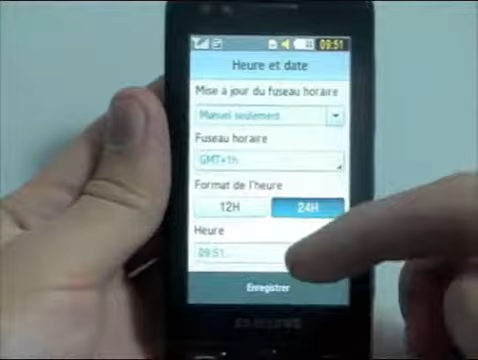 09:51
Heure et date
Mise à jour du fuseau horaire
Manuel seulement
Fuseau horaire
GMT+1h
Format de l'heure
12H 24H
Heure
09:51
Enregistrer
SAMSUNG